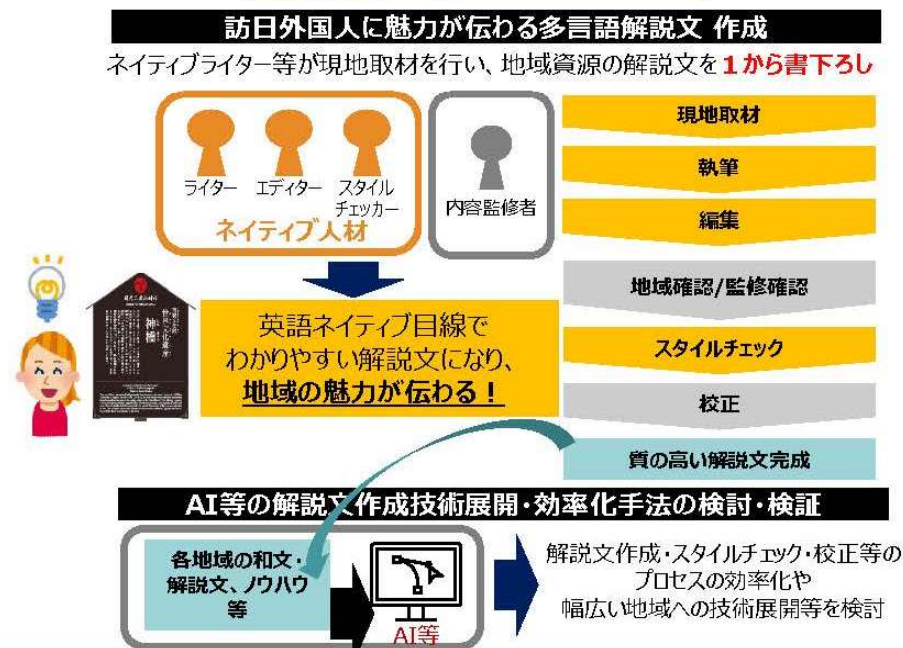 訪日外国人に魅力が伝わる多言語解説文 作成
ネイティブライター等が現地取材を行い、地域資源の解説文を１から書下ろし
ライター
エディター
スタイル
チェッカー
ネイティブ人材
内容監修者
現地取材
執筆
編集
地域確認/監修確認
スタイルチェック
校正
質の高い解説文完成
神橋
英語ネイティブ目線で
わかりやすい解説文になり、
地域の魅力が伝わる！
AI等の解説文作成技術展開・効率化手法の検討・検証
各地域の和文・
解説文、ノウハウ
等
AI等
解説文作成・スタイルチェック・校正等の
プロセスの効率化や
幅広い地域への技術展開等を検討